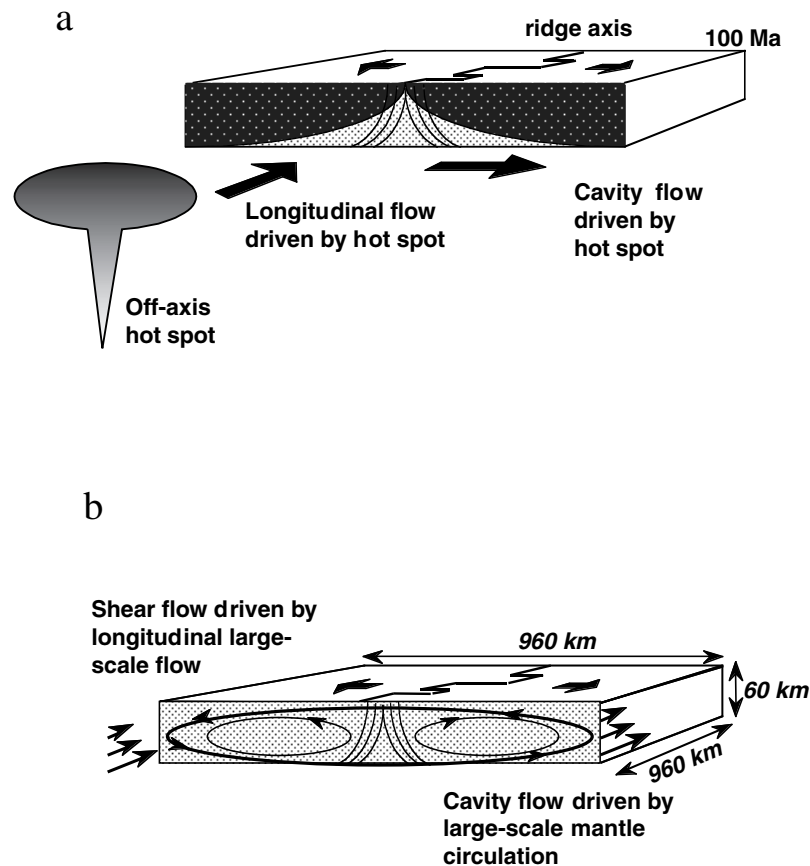 a
ridge axis
100 Ma
Longitudinal flow
driven by hot spot
Cavity flow
driven by
hot spot
Off-axis
hot spot
b
Shear flow driven by
longitudinal large-
scale flow
960 km
60 km
960 km
Cavity flow driven by
large-scale mantle
circulation